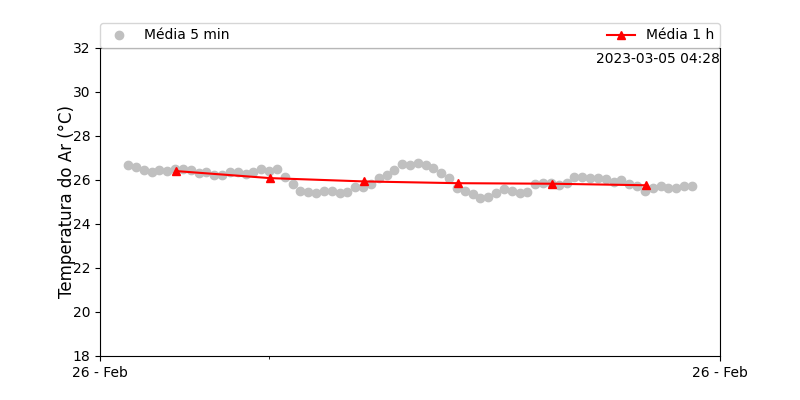 Média 5 min
Média 1 h
2023-03-05 04:28
Temperatura do Ar (°C)
32
30
28
26
24
22
20
18
26 - Feb
26 - Feb